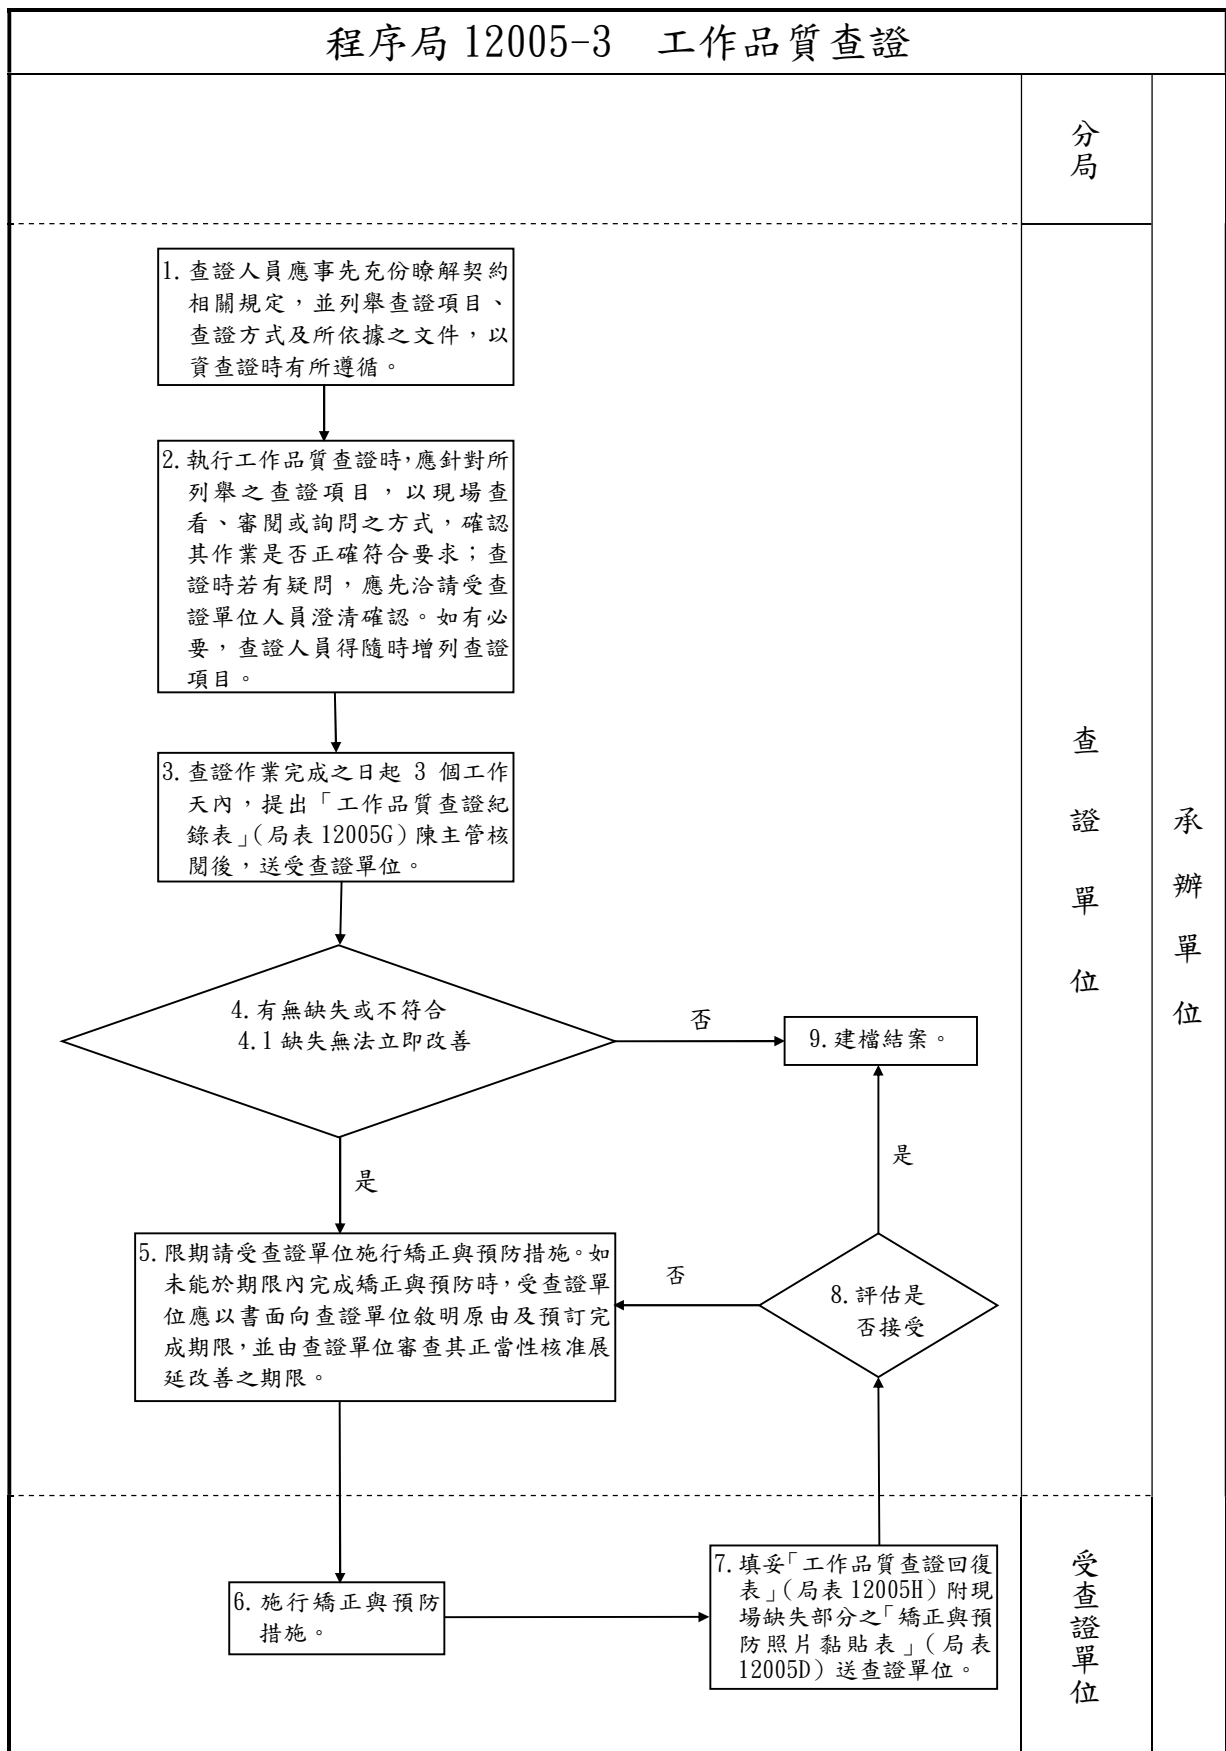 程序局 12005-3 工作品質查證
分局
1. 查證人員應事先充份瞭解契約
相關規定，並列舉查證項目、
查證方式及所依據之文件，以
資查證時有所遵循。
2. 執行工作品質查證時，應針對所
列舉之查證項目，以現場查
看、審閱或詢問之方式，確認
其作業是否正確符合要求；查
證時若有疑問，應先洽請受查
證單位人員澄清確認。如有必
要，查證人員得隨時增列查證
項目。
3. 查證作業完成之日起 3 個工作
天內，提出「工作品質查證紀
錄表」（局表 12005G）陳主管核
閱後，送受查證單位。
4. 有無缺失或不符合
4.1 缺失無法立即改善
否
9. 建檔結案。
是
是
5. 限期請受查證單位施行矯正與預防措施。如
未能於期限內完成矯正與預防時，受查證單
位應以書面向查證單位敘明原由及預訂完
成期限，並由查證單位審查其正當性核准展
延改善之期限。
否
8. 評估是
否接受
6. 施行矯正與預防
措施。
7. 填妥「工作品質查證回復
表」（局表 12005H）附現
場缺失部分之「矯正與預
防照片黏貼表」（局表
12005D）送查證單位。
查證單位
受查證單位
承辦單位